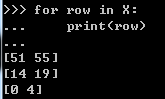 >>> for row in X:
...     print(row)
...
[51 55]
[14 19]
[0 4]